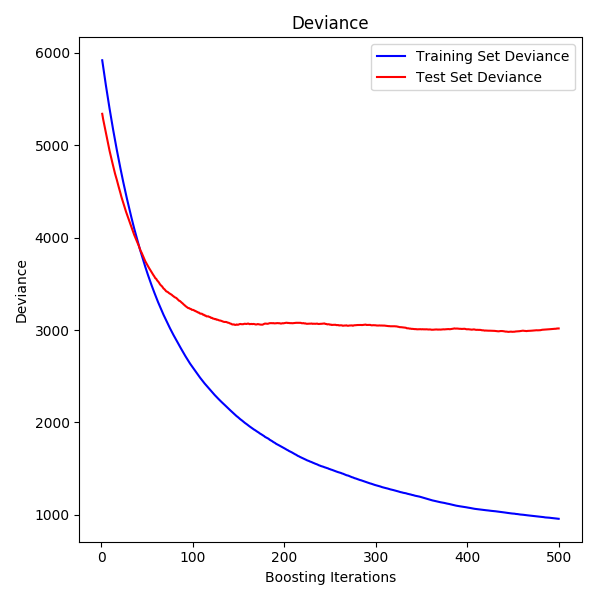 Deviance
Training Set Deviance
Test Set Deviance
6000
5000
4000
3000
2000
1000
Deviance
0 100 200 300 400 500
Boosting Iterations